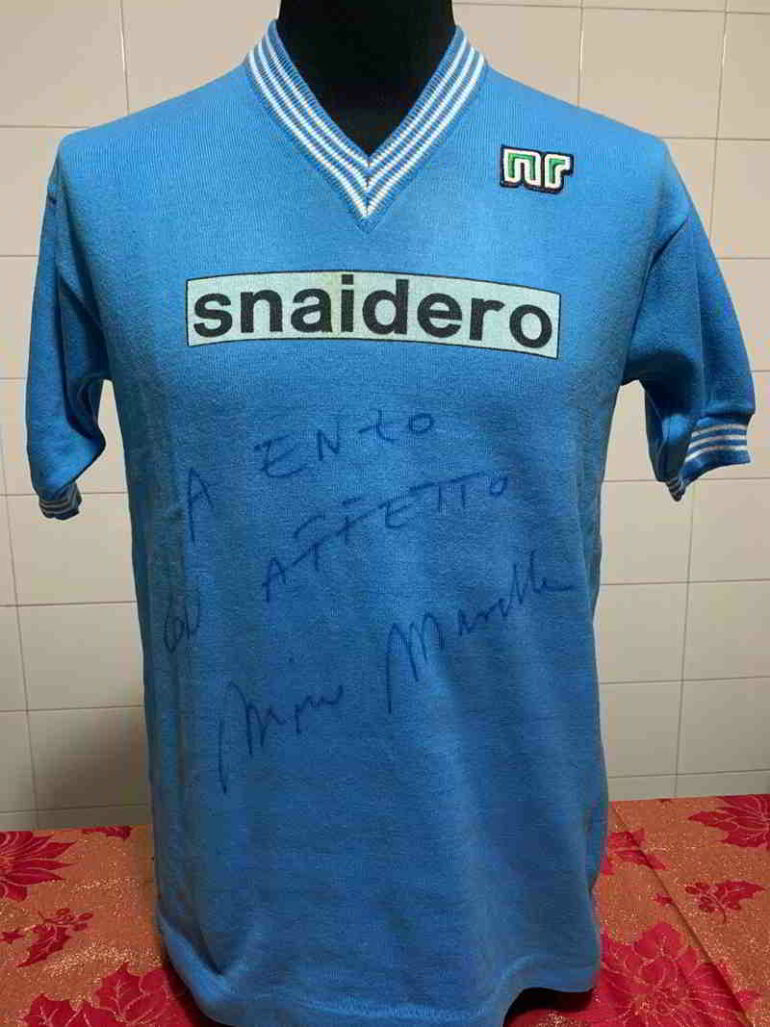 nr
snaidero
A ENZO
CON AFFETTO